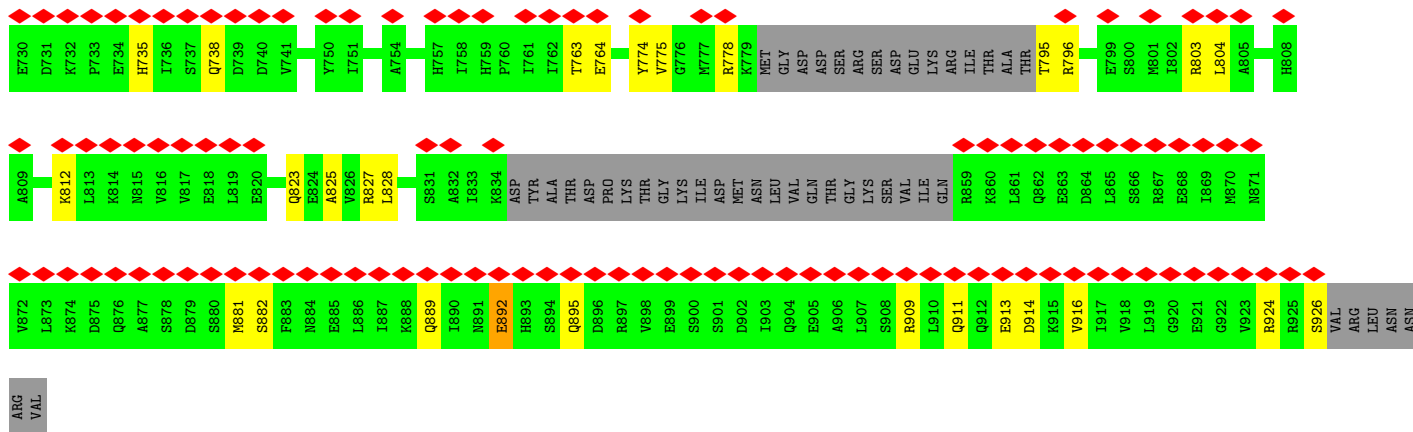 E730 D731 K732 P733 E734 H735 I736 S737 Q738 D739 D740 V741 Y750 I751 A754 H757 I758 H759 P760 I761 I762 T763 E764 Y774 V775 G776 M777 R778 K779 MET GLY ASP ASP SER ARG SER ASP GLU LYS ARG ILE THR ALA THR T795 R796 E799 S800 M801 I802 R803 L804 A805 H808
A809 K812 L813 K814 N815 V816 V817 E818 L819 E820 Q823 E824 A825 V826 R827 L828 S831 A832 I833 K834 ASP TYR ALA THR ASP PRO LYS THR GLY LYS ILE ASP MET ASN LEU VAL GLN THR GLY LYS SER VAL ILE GLN R859 K860 L861 Q862 E863 D864 L865 S866 R867 E868 I869 M870 N871
V872 L873 K874 D875 Q876 A877 S878 D879 S880 M881 S882 F883 N884 E885 L886 I887 K888 Q889 I890 N891 E892 H893 S894 Q895 D896 R897 V898 E899 S900 S901 D902 I903 Q904 E905 A906 L907 S908 R909 L910 Q911 Q912 E913 D914 K915 V916 I917 V918 L919 G920 E921 G922 V923 R924 R925 S926 VAL ARG LEU ASN ASN
ARG VAL